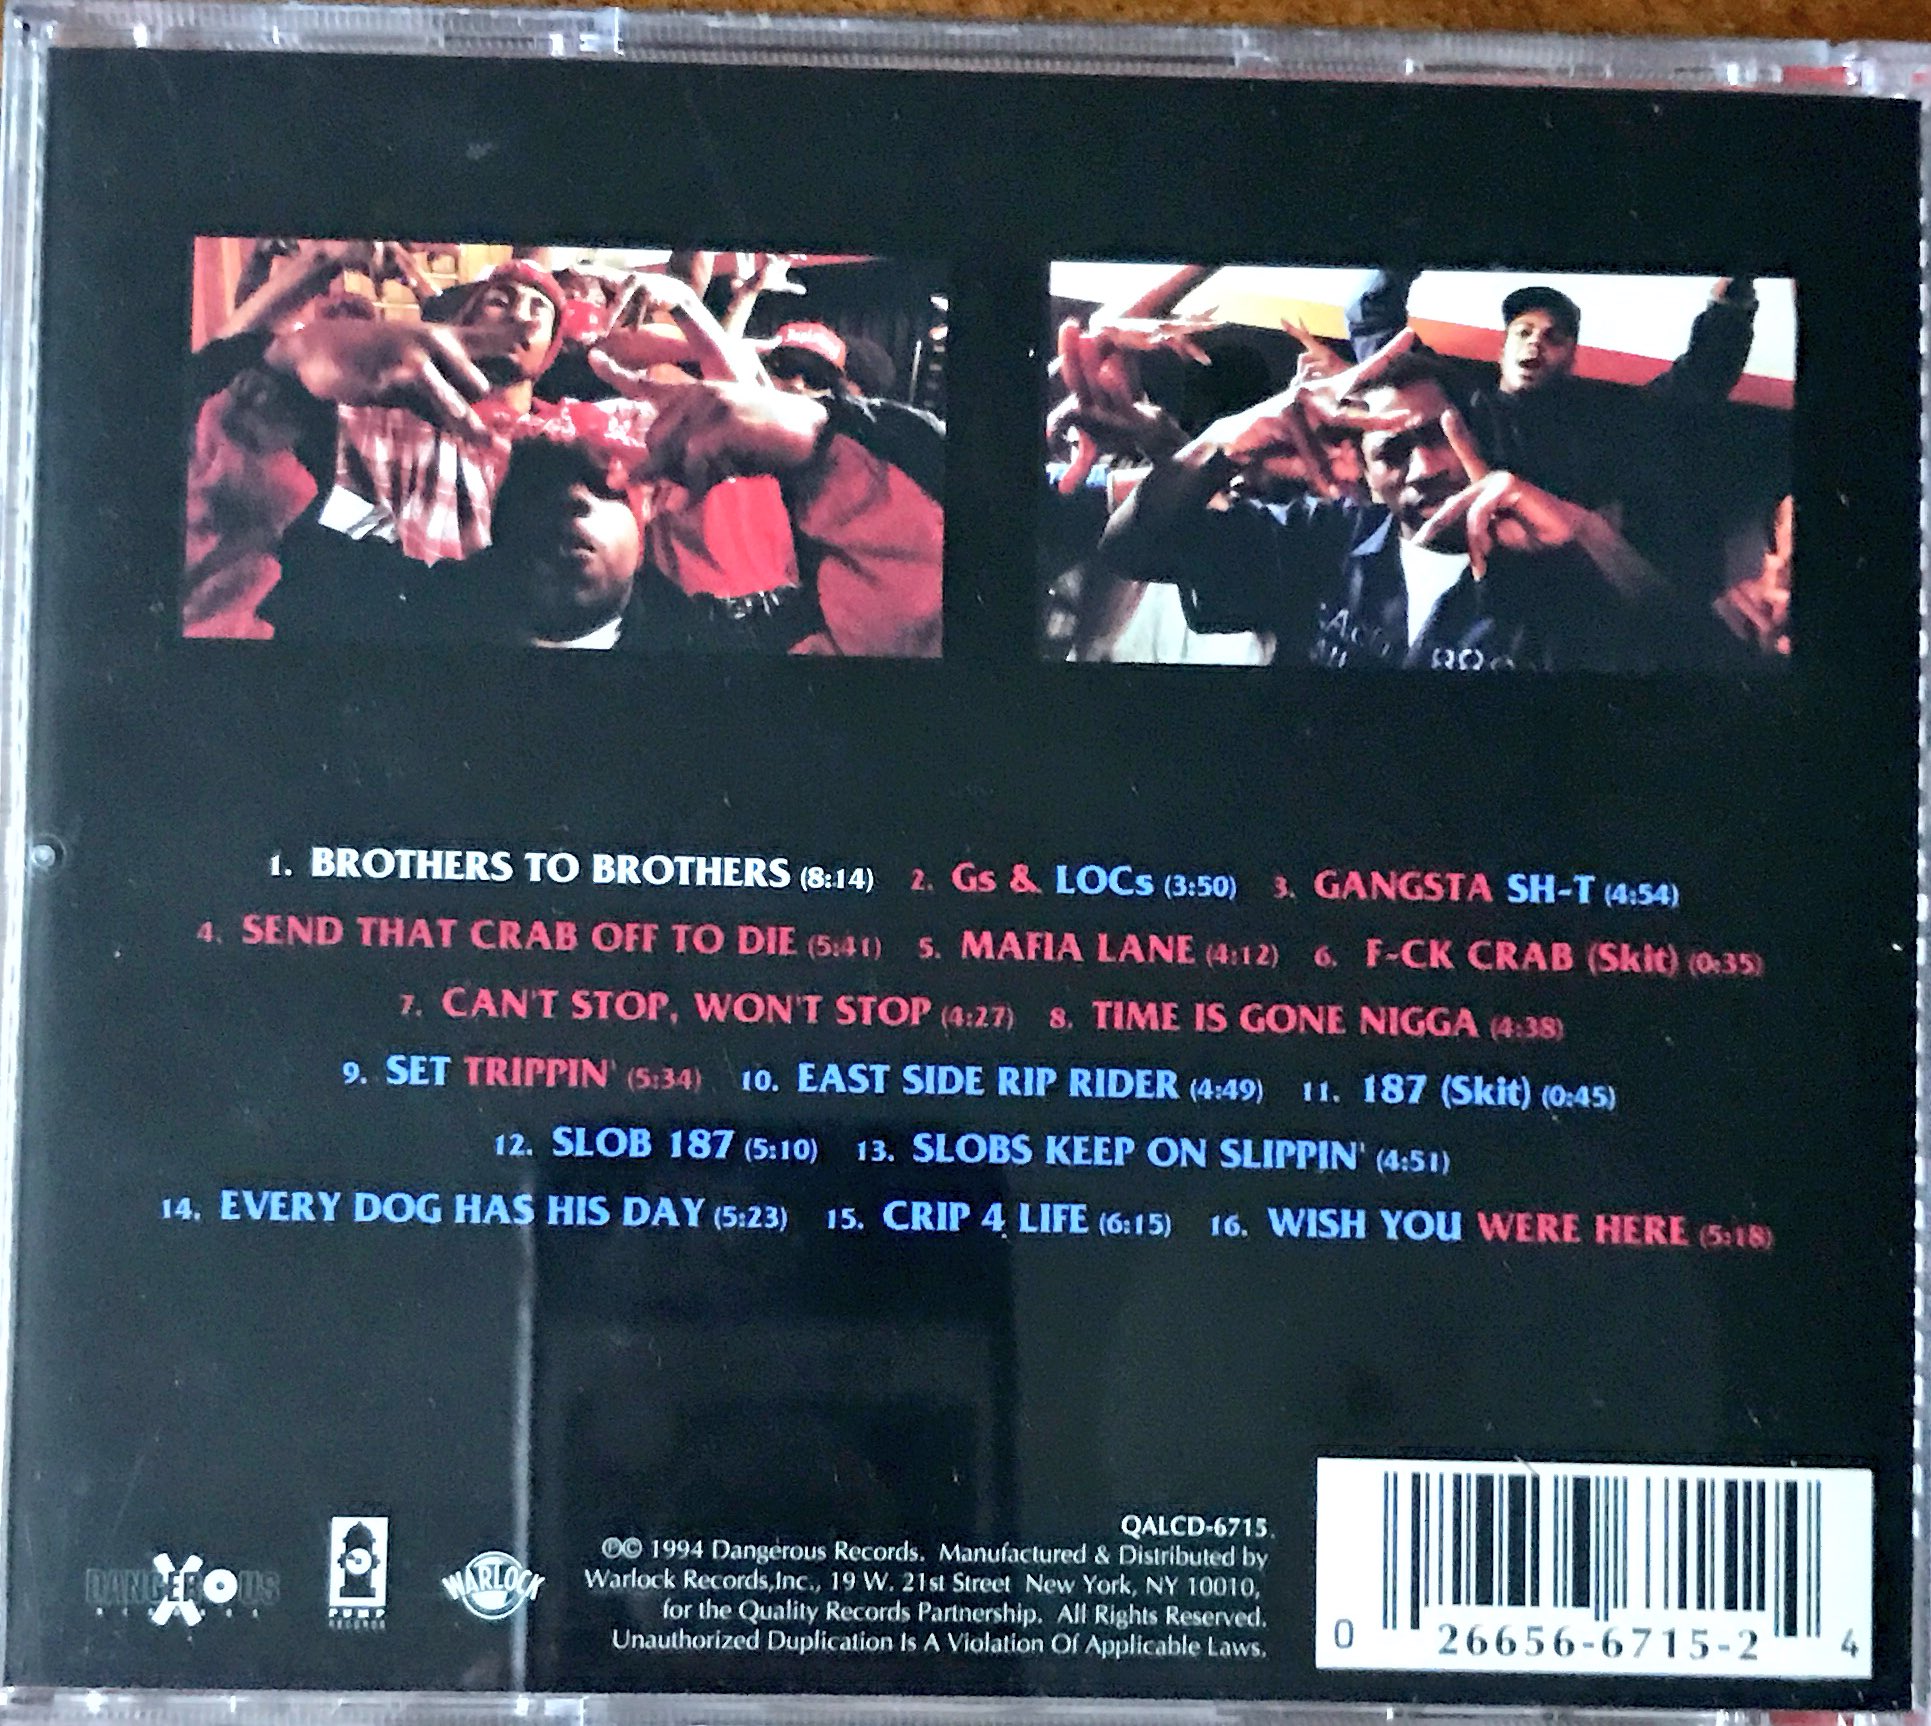 1. BROTHERS TO BROTHERS (8:14) 2. Gs & LOCs (3:50) 3. GANGSTA SH-T (4:54)
4. SEND THAT CRAB OFF TO DIE (5:41) 5. MAFIA LANE (4:12) 6. F-CK CRAB (Skit) (0:35)
7. CAN'T STOP, WON'T STOP (4:27) 8. TIME IS GONE NIGGA (4:38)
9. SET TRIPPIN' (5:34) 10. EAST SIDE RIP RIDER (4:49) 11. 187 (Skit) (0:45)
12. SLOB 187 (5:10) 13. SLOBS KEEP ON SLIPPIN' (4:51)
14. EVERY DOG HAS HIS DAY (5:23) 15. CRIP 4 LIFE (6:15) 16. WISH YOU WERE HERE (5:18)
DANGEROUS
RECORDS
PUMP
RECORDS
WARLOCK
QALCD-6715.
℗© 1994 Dangerous Records. Manufactured & Distributed by
Warlock Records,Inc., 19 W. 21st Street New York, NY 10010,
for the Quality Records Partnership. All Rights Reserved.
Unauthorized Duplication Is A Violation Of Applicable Laws.
0 26656-6715-2 4